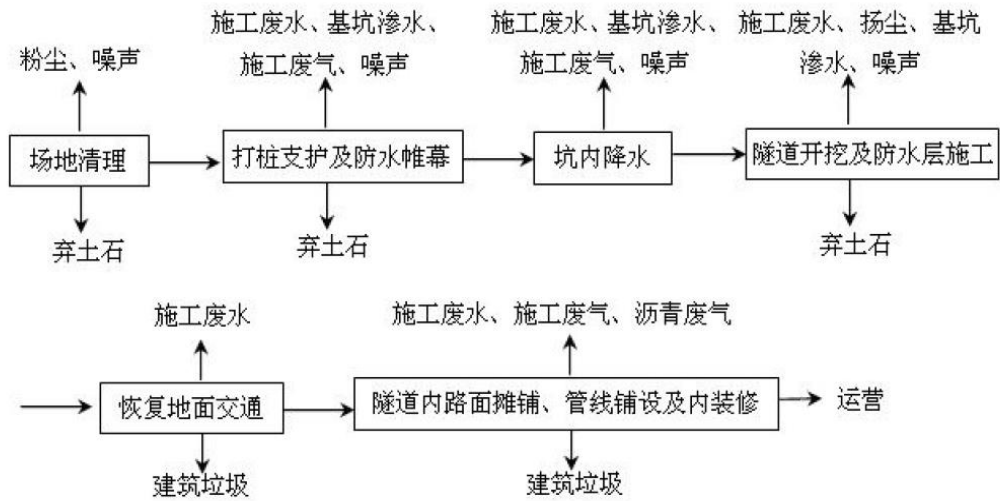 粉尘、噪声
施工废水、基坑渗水、
施工废气、噪声
施工废水、基坑渗水、
施工废气、噪声
施工废水、扬尘、基坑
渗水、噪声
场地清理
打桩支护及防水帷幕
坑内降水
隧道开挖及防水层施工
弃土石
弃土石
弃土石
施工废水
施工废水、施工废气、沥青废气
恢复地面交通
隧道内路面摊铺、管线铺设及内装修
运营
建筑垃圾
建筑垃圾